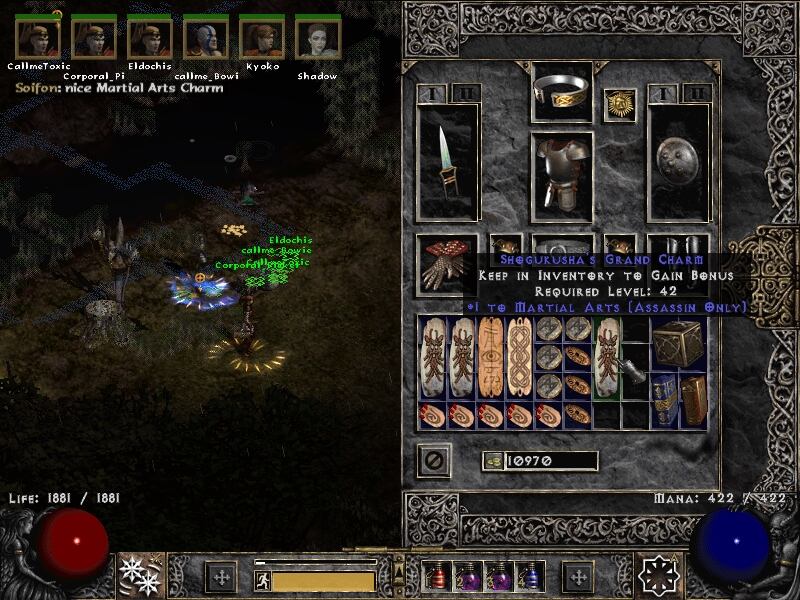 CallmeToxic
Corporal_Pi
Eldochis
callme_Bowi
Kyoko
Shadow
Soifon: nice Martial Arts Charm
I
II
I
II
Eldochis
callme_Bowie
Shogukusha's Grand Charm
Keep in Inventory to Gain Bonus
Required Level: 42
+1 to Martial Arts (Assassin Only)
10970
Life: 1881 / 1881
Mana: 422 / 422